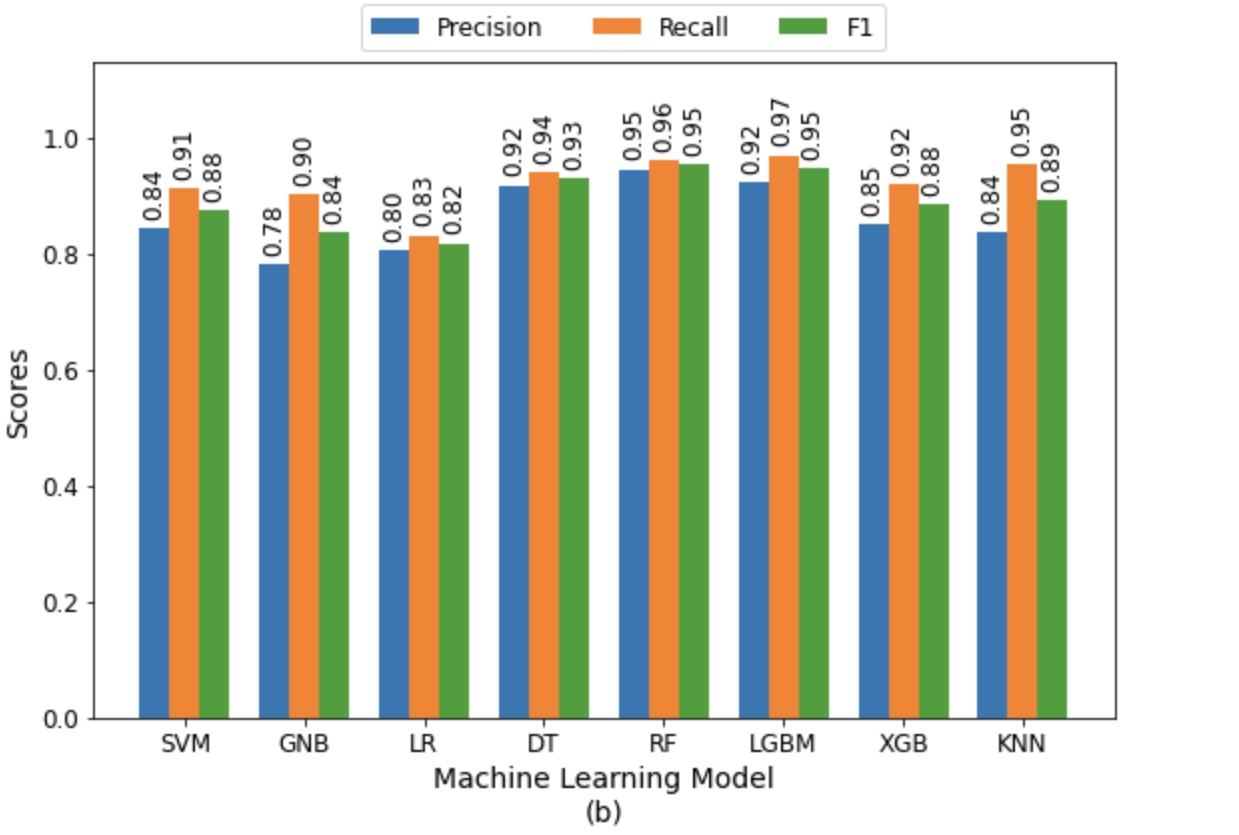 Precision Recall F1
0.84 0.91 0.88 0.78 0.90 0.84 0.80 0.83 0.82 0.92 0.94 0.93 0.95 0.96 0.95 0.92 0.97 0.95 0.85 0.92 0.88 0.84 0.95 0.89
1.0
0.8
0.6
0.4
0.2
0.0
Scores
SVM GNB LR DT RF LGBM XGB KNN
Machine Learning Model
(b)